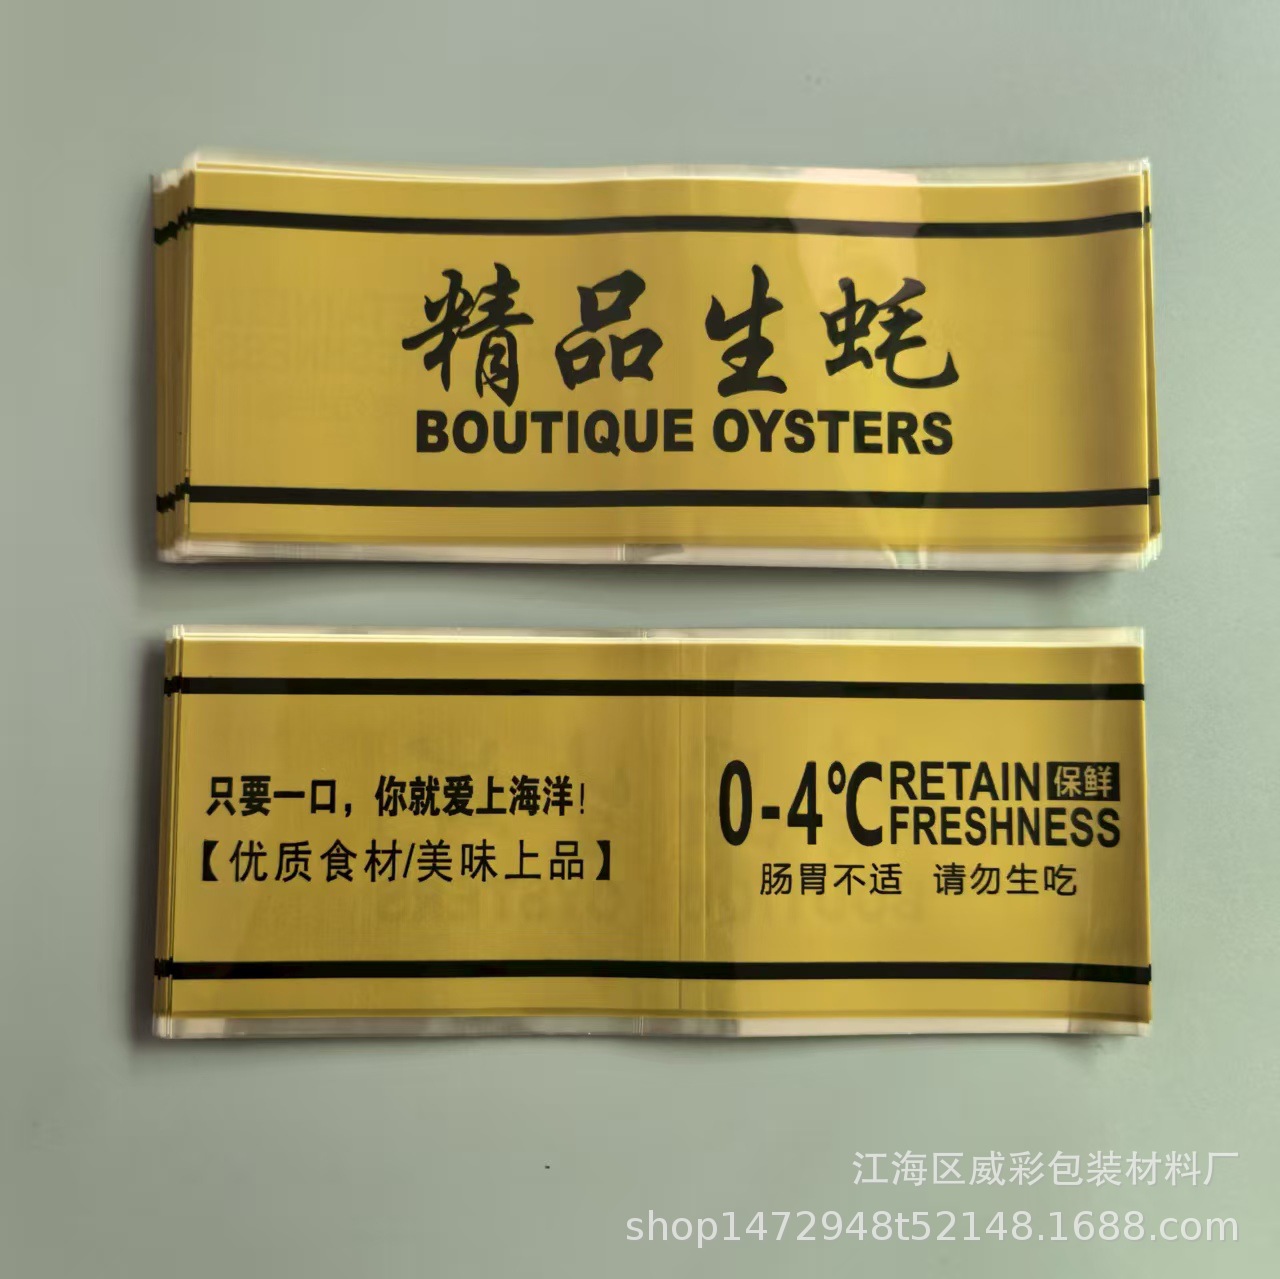 精品生蚝
BOUTIQUE OYSTERS
只要一口，你就爱上海洋！
【优质食材/美味上品】
0-4℃ RETAIN 保鲜
FRESHNESS
肠胃不适 请勿生吃
江海区威彩包装材料厂
shop1472948t52148.1688.com